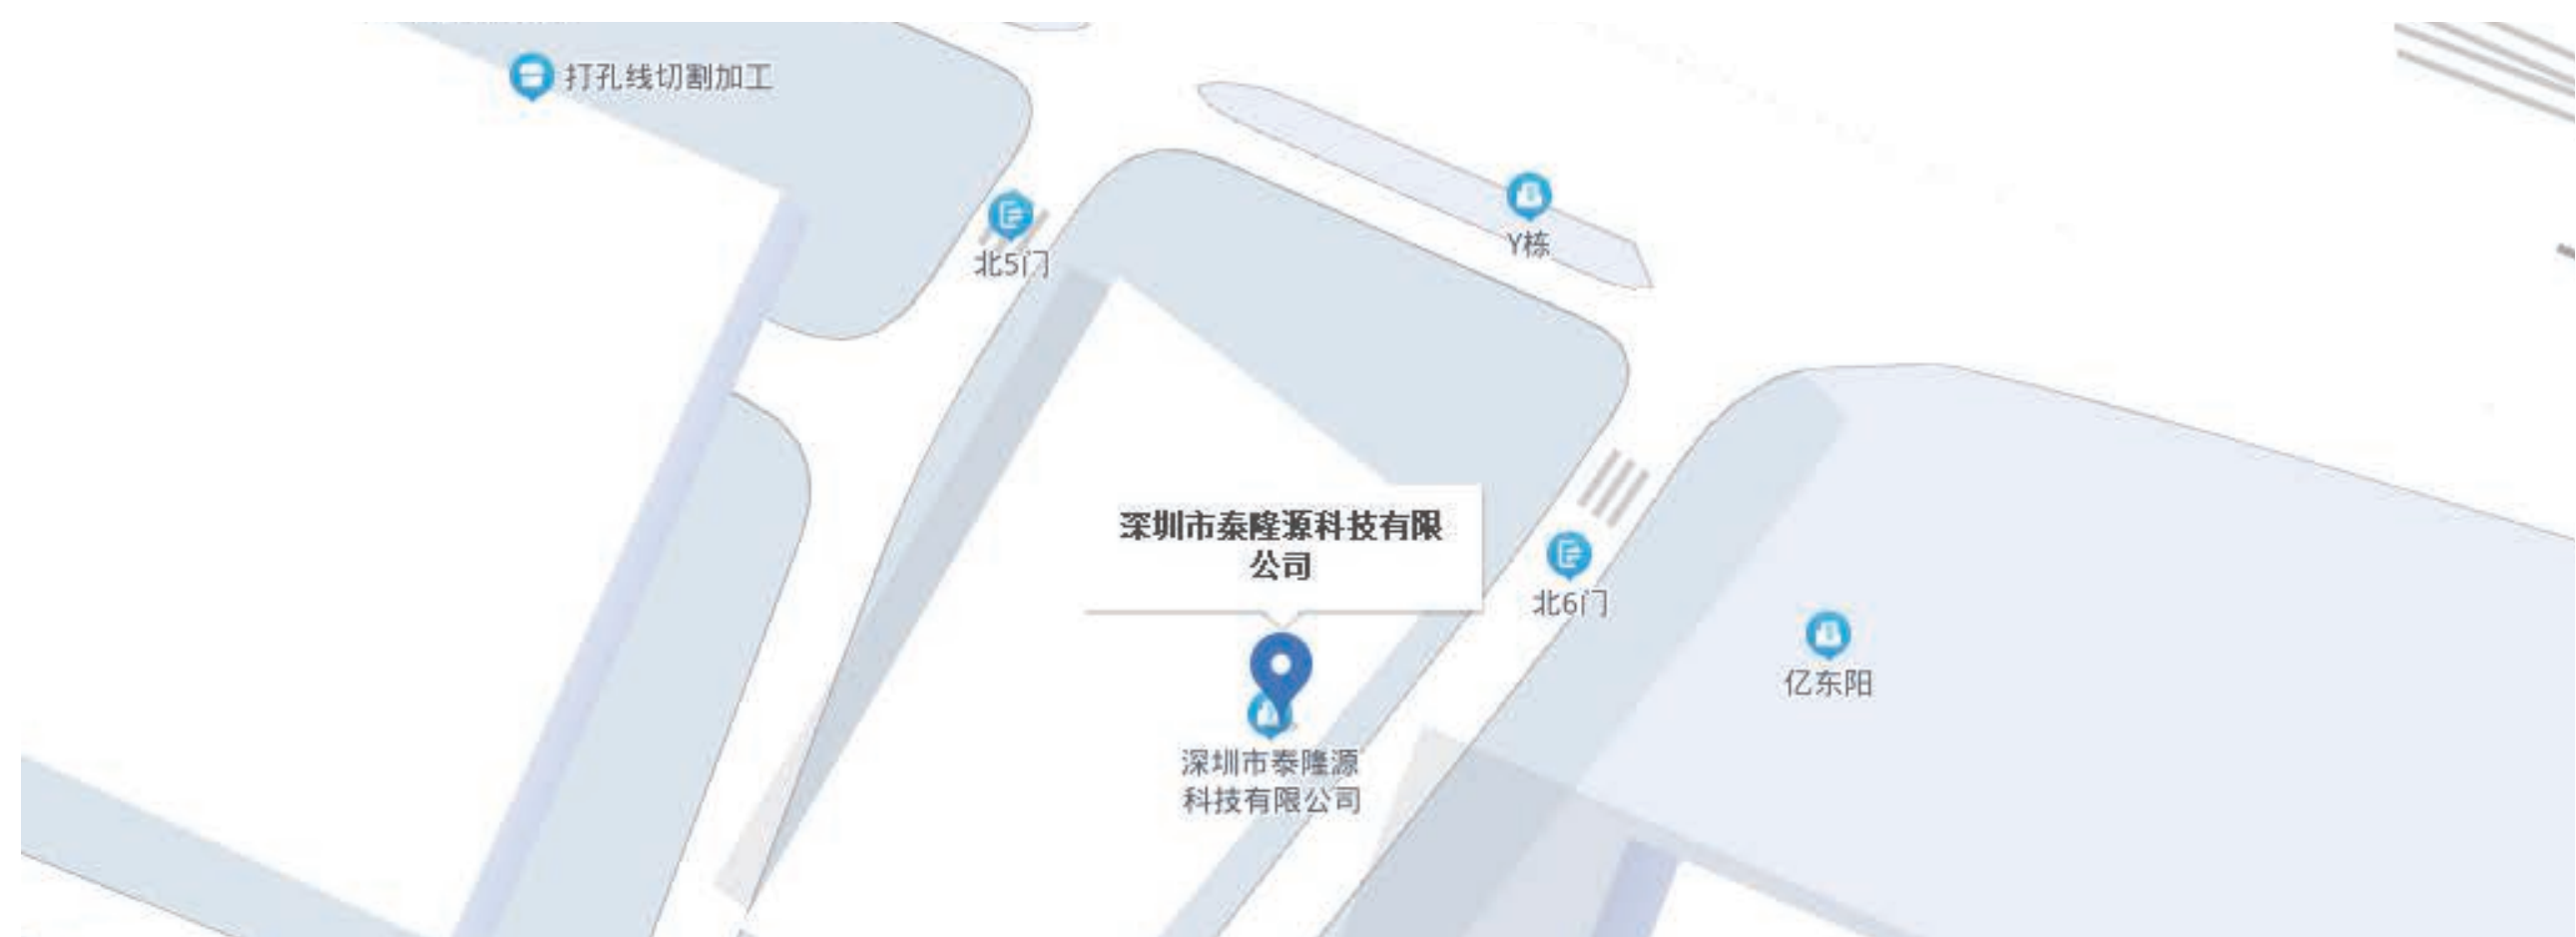 打孔线切割加工
北5门
Y栋
深圳市泰隆源科技有限
公司
北6门
亿东阳
深圳市泰隆源
科技有限公司